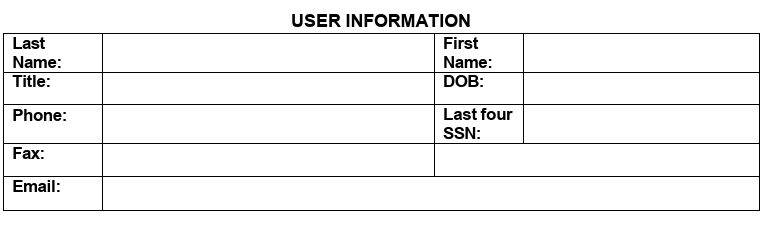 USER INFORMATION
Last
Name:
First
Name:
Title:
DOB:
Phone:
Last four
SSN:
Fax:
Email: